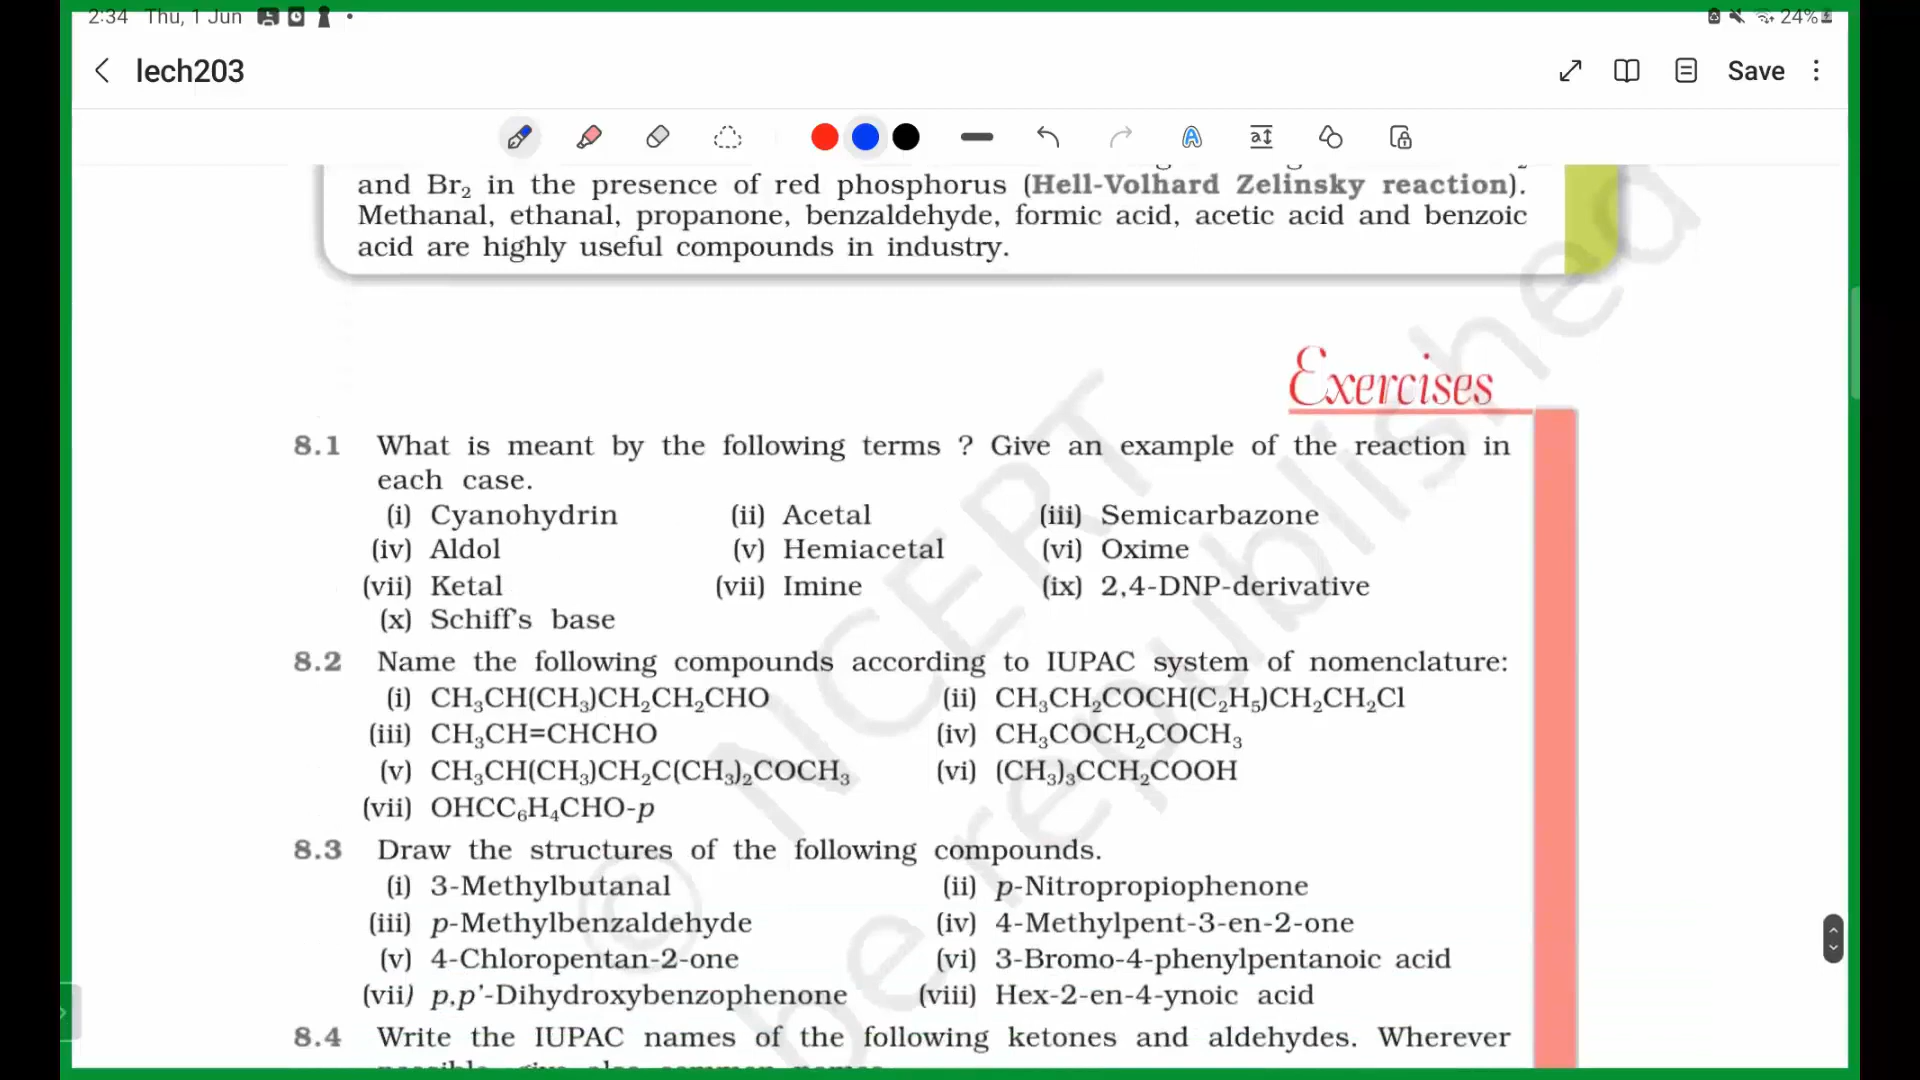 2:34 Thu, 1 Jun
24%
lech203
Save
and Br₂ in the presence of red phosphorus (Hell-Volhard Zelinsky reaction).
Methanal, ethanal, propanone, benzaldehyde, formic acid, acetic acid and benzoic
acid are highly useful compounds in industry.
Exercises
8.1 What is meant by the following terms ? Give an example of the reaction in
each case.
(i) Cyanohydrin (ii) Acetal (iii) Semicarbazone
(iv) Aldol (v) Hemiacetal (vi) Oxime
(vii) Ketal (vii) Imine (ix) 2,4-DNP-derivative
(x) Schiff's base
8.2 Name the following compounds according to IUPAC system of nomenclature:
(i) CH₃CH(CH₃)CH₂CH₂CHO (ii) CH₃CH₂COCH(C₂H₅)CH₂CH₂Cl
(iii) CH₃CH=CHCHO (iv) CH₃COCH₂COCH₃
(v) CH₃CH(CH₃)CH₂C(CH₃)₂COCH₃ (vi) (CH₃)₃CCH₂COOH
(vii) OHCC₆H₄CHO-p
8.3 Draw the structures of the following compounds.
(i) 3-Methylbutanal (ii) p-Nitropropiophenone
(iii) p-Methylbenzaldehyde (iv) 4-Methylpent-3-en-2-one
(v) 4-Chloropentan-2-one (vi) 3-Bromo-4-phenylpentanoic acid
(vii) p,p'-Dihydroxybenzophenone (viii) Hex-2-en-4-ynoic acid
8.4 Write the IUPAC names of the following ketones and aldehydes. Wherever
© NCERT
be republished